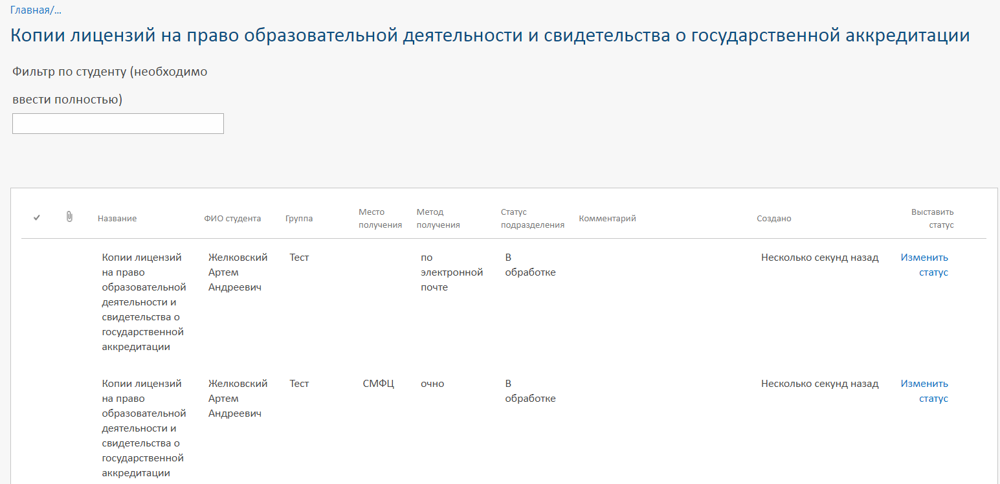 Главная/...
Копии лицензий на право образовательной деятельности и свидетельства о государственной аккредитации
Фильтр по студенту (необходимо
ввести полностью)
Название
ФИО студента
Группа
Место
получения
Метод
получения
Статус
подразделения
Комментарий
Создано
Выставить
статус
Копии лицензий
на право
образовательной
деятельности и
свидетельства о
государственной
аккредитации
Желковский
Артем
Андреевич
Тест
по
электронной
почте
В
обработке
Несколько секунд назад
Изменить
статус
Копии лицензий
на право
образовательной
деятельности и
свидетельства о
государственной
аккредитации
Желковский
Артем
Андреевич
Тест
СМФЦ
очно
В
обработке
Несколько секунд назад
Изменить
статус